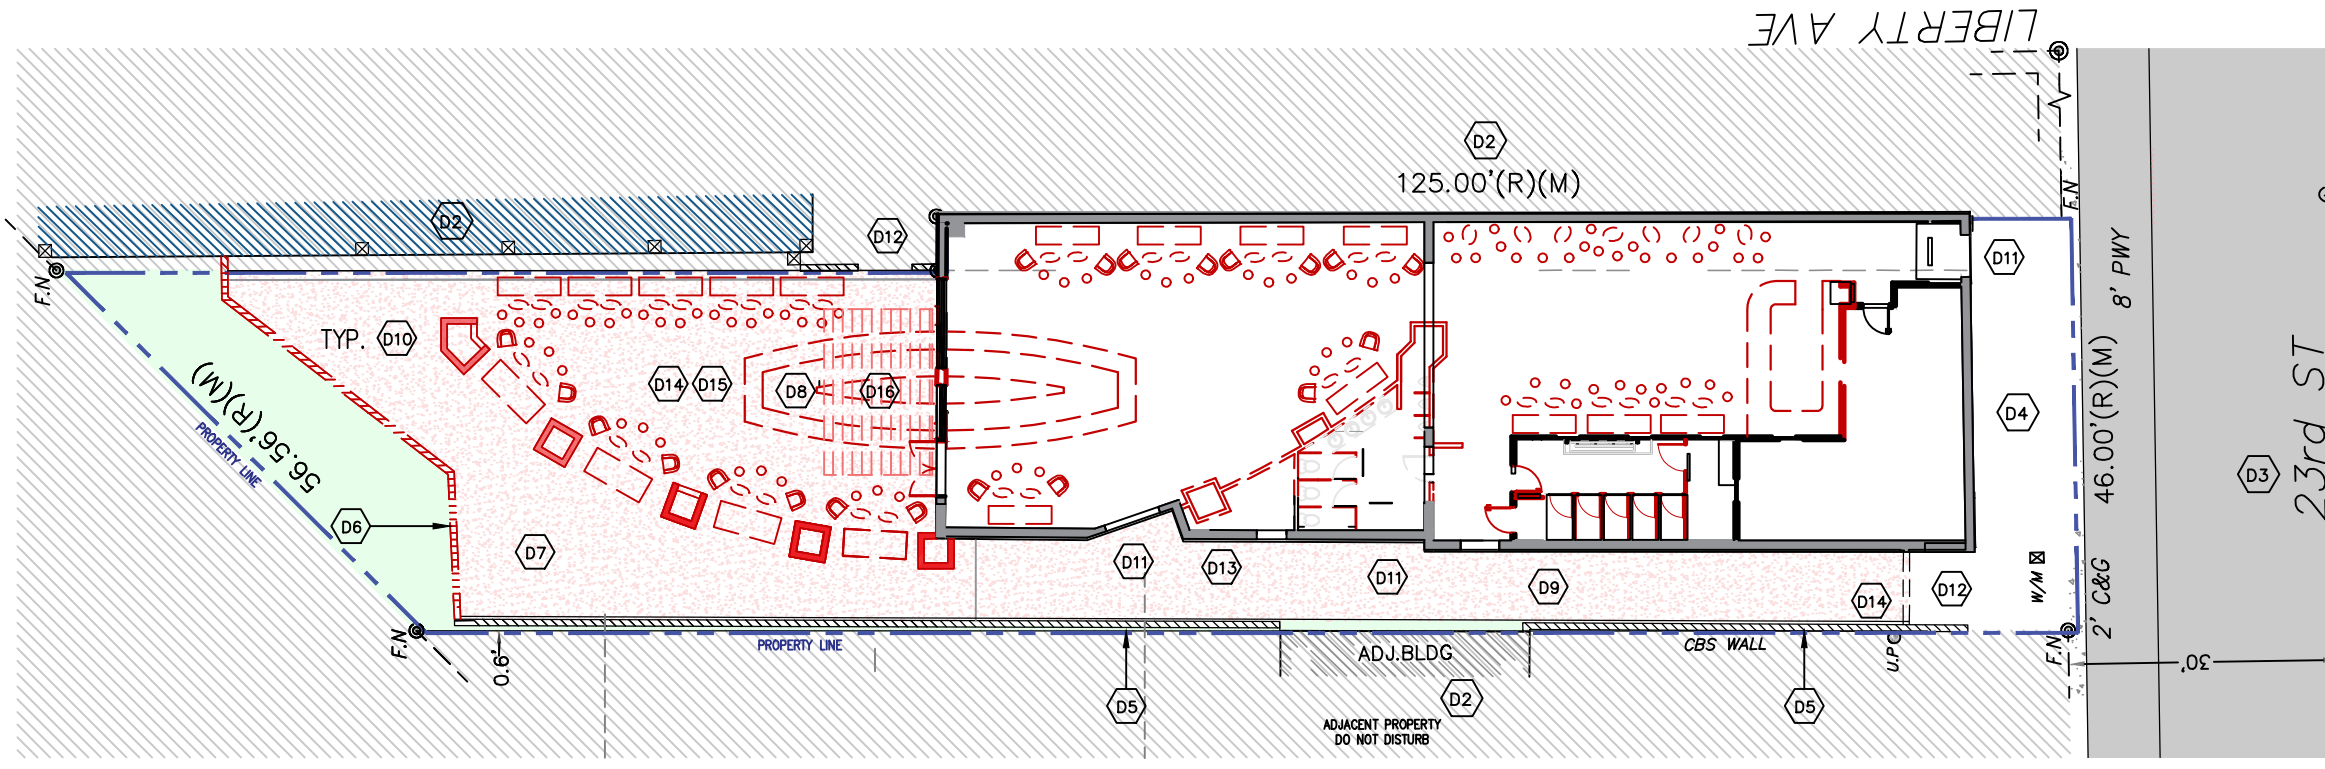 LIBERTY AVE
D2
125.00'(R)(M)
F.N
D2
D12
D11
8' PWY
F.N
TYP.
D10
D14
D15
D8
D16
56.56'(R)(M)
PROPERTY LINE
D4
46.00'(R)(M)
23rd ST
D3
D6
D7
D11
D13
D11
D9
D14
D12
W/M
2' C&G
F.N
0.6'
PROPERTY LINE
ADJ.BLDG
CBS WALL
U.P
F.N
30'
D5
D2
D5
ADJACENT PROPERTY
DO NOT DISTURB